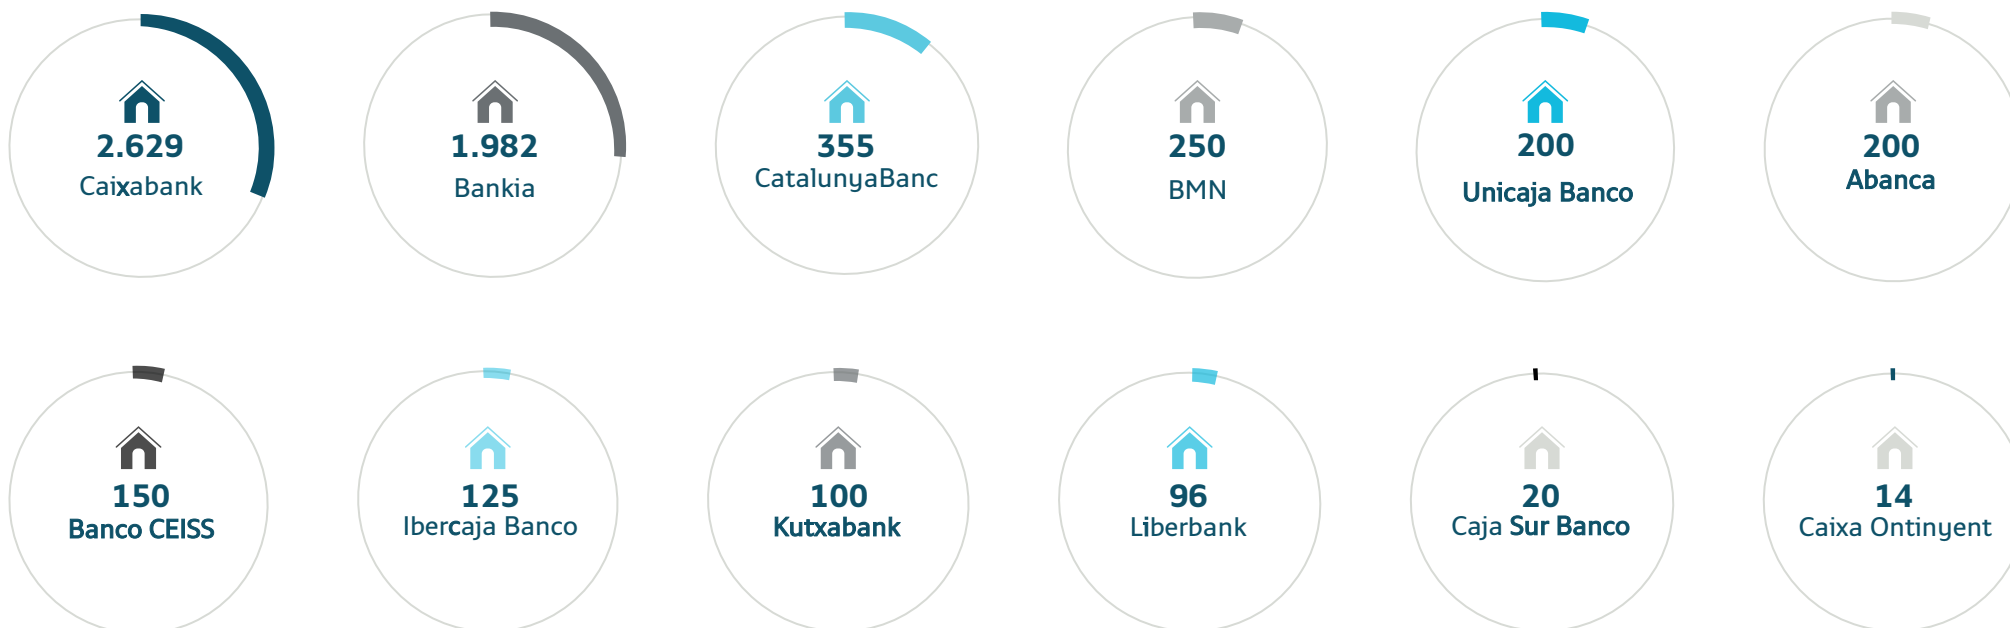 2.629
Caixabank
1.982
Bankia
355
CatalunyaBanc
250
BMN
200
Unicaja Banco
200
Abanca
150
Banco CEISS
125
Ibercaja Banco
100
Kutxabank
96
Liberbank
20
Caja Sur Banco
14
Caixa Ontinyent